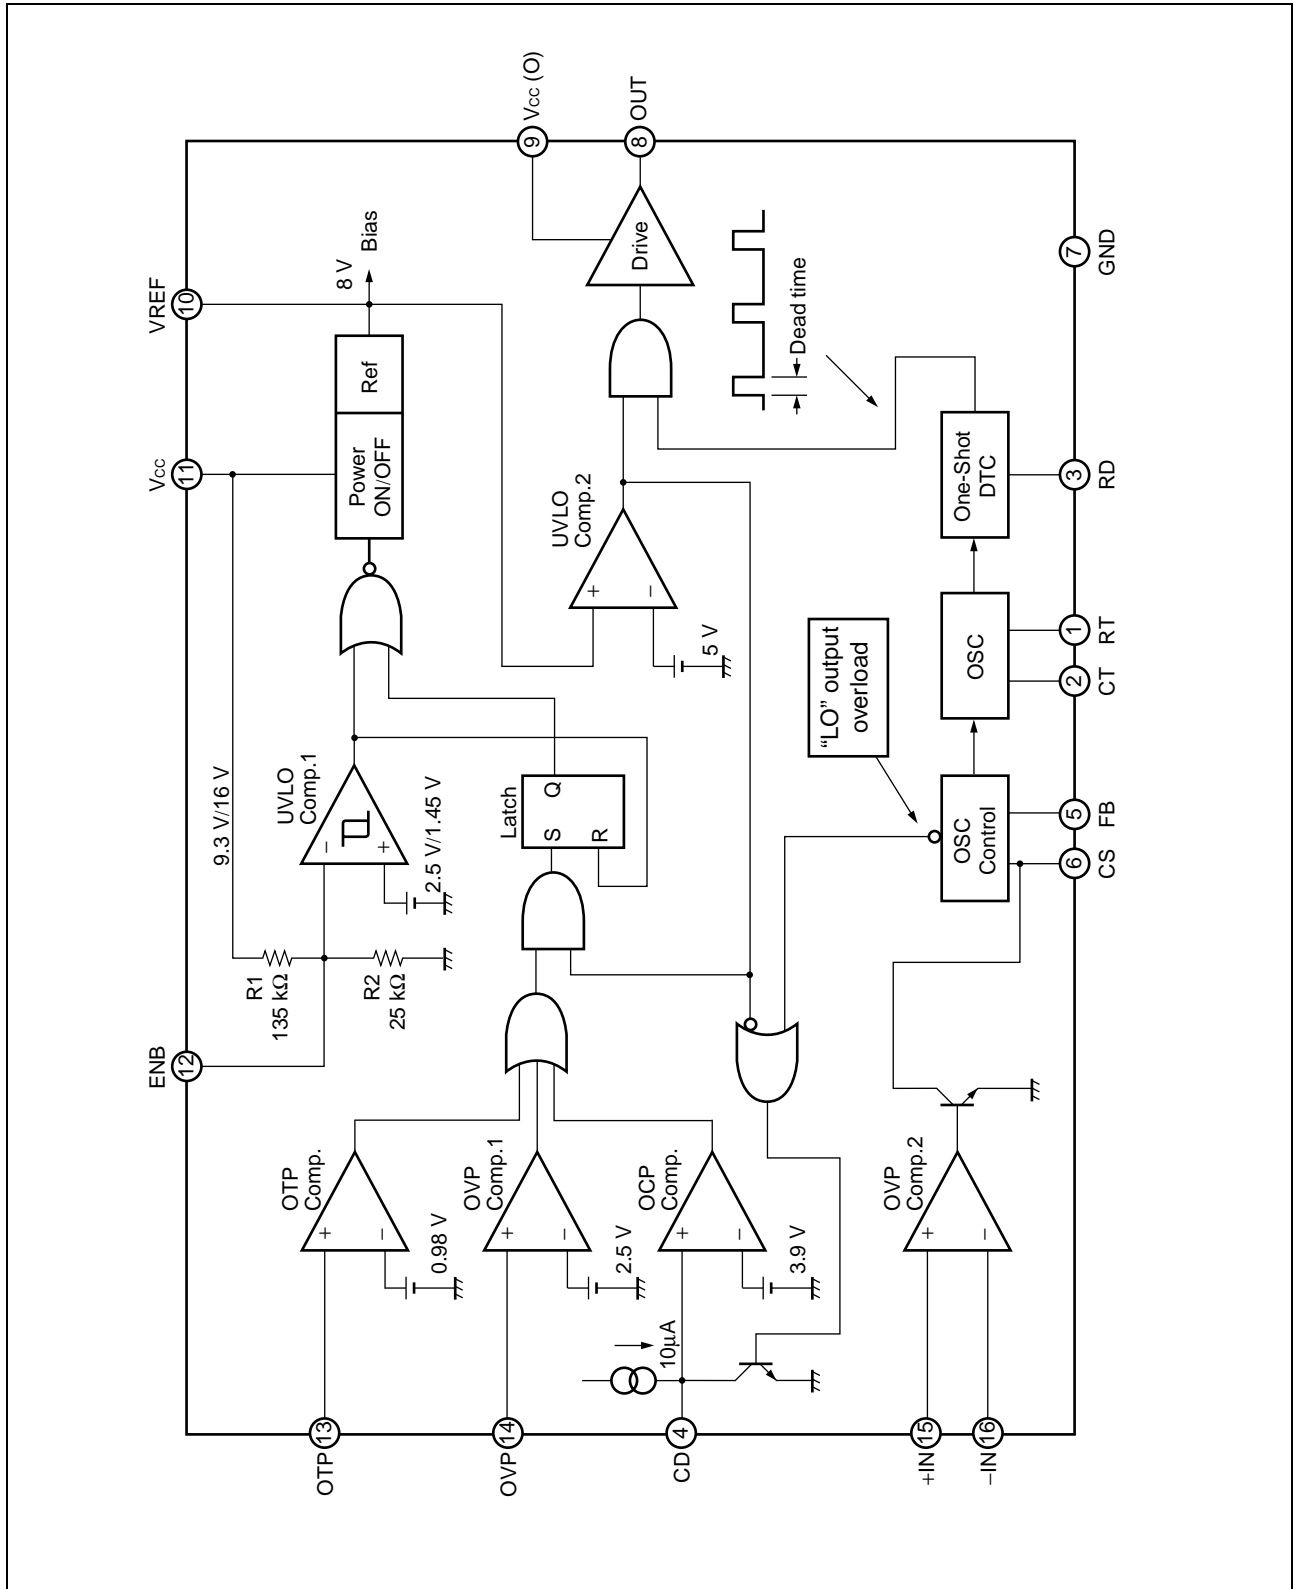 VREF
10
8 V
Bias
Ref
Power
ON/OFF
VCC
11
9
VCC (O)
8
OUT
Drive
Dead time
7
GND
9.3 V/16 V
UVLO
Comp.1
−
+
2.5 V/1.45 V
R1
135 kΩ
R2
25 kΩ
12
ENB
UVLO
Comp.2
+
−
5 V
Latch
S
Q
R
“LO” output
overload
One-Shot
DTC
3
RD
OSC
1
RT
2
CT
OSC
Control
5
FB
6
CS
OTP
Comp.
+
−
0.98 V
13
OTP
OVP
Comp.1
+
−
2.5 V
14
OVP
OCP
Comp.
+
−
3.9 V
10µA
4
CD
OVP
Comp.2
+
−
15
+IN
16
−IN